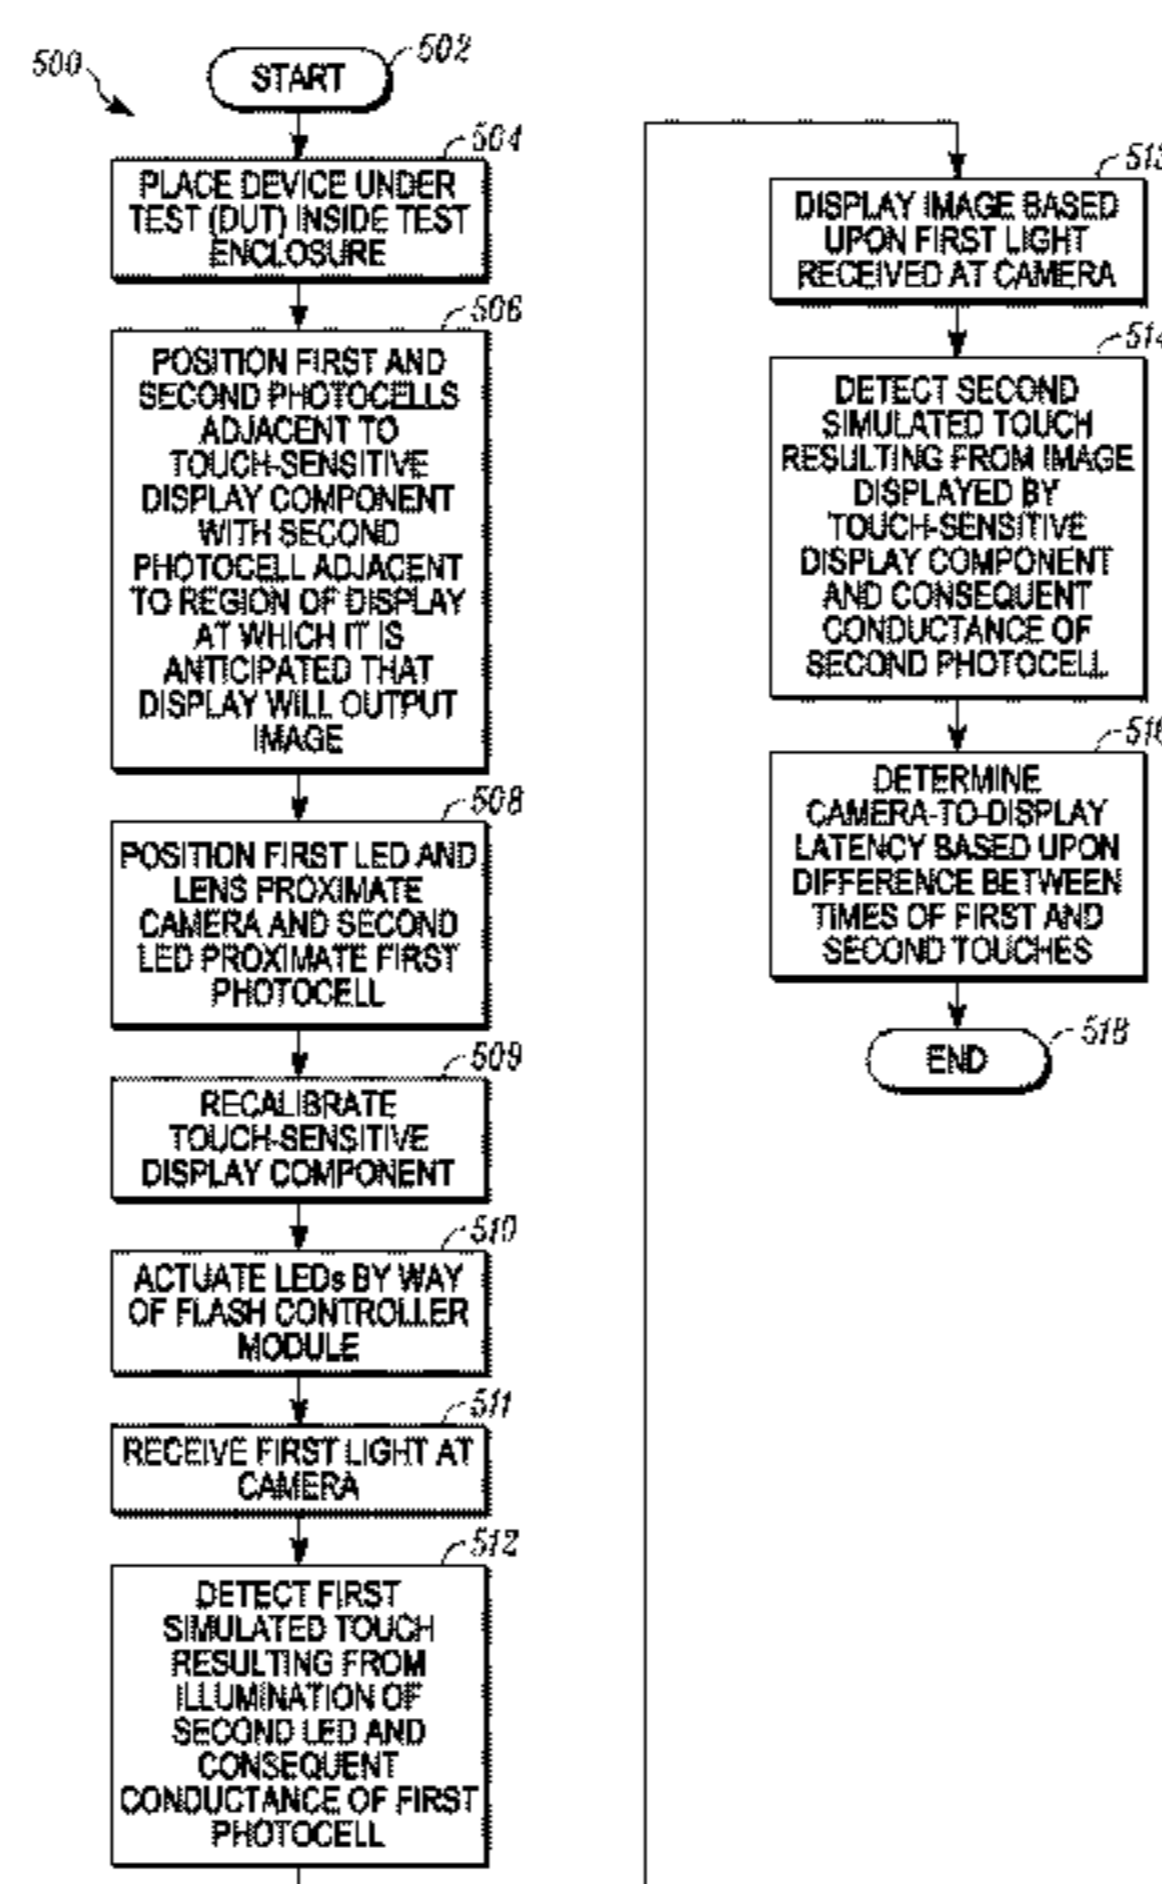 500
502
START
504
PLACE DEVICE UNDER
TEST (DUT) INSIDE TEST
ENCLOSURE
506
POSITION FIRST AND
SECOND PHOTOCELLS
ADJACENT TO
TOUCH-SENSITIVE
DISPLAY COMPONENT
WITH SECOND
PHOTOCELL ADJACENT
TO REGION OF DISPLAY
AT WHICH IT IS
ANTICIPATED THAT
DISPLAY WILL OUTPUT
IMAGE
508
POSITION FIRST LED AND
LENS PROXIMATE
CAMERA AND SECOND
LED PROXIMATE FIRST
PHOTOCELL
509
RECALIBRATE
TOUCH-SENSITIVE
DISPLAY COMPONENT
510
ACTUATE LEDs BY WAY
OF FLASH CONTROLLER
MODULE
511
RECEIVE FIRST LIGHT AT
CAMERA
512
DETECT FIRST
SIMULATED TOUCH
RESULTING FROM
ILLUMINATION OF
SECOND LED AND
CONSEQUENT
CONDUCTANCE OF FIRST
PHOTOCELL
513
DISPLAY IMAGE BASED
UPON FIRST LIGHT
RECEIVED AT CAMERA
514
DETECT SECOND
SIMULATED TOUCH
RESULTING FROM IMAGE
DISPLAYED BY
TOUCH-SENSITIVE
DISPLAY COMPONENT
AND CONSEQUENT
CONDUCTANCE OF
SECOND PHOTOCELL
516
DETERMINE
CAMERA-TO-DISPLAY
LATENCY BASED UPON
DIFFERENCE BETWEEN
TIMES OF FIRST AND
SECOND TOUCHES
518
END